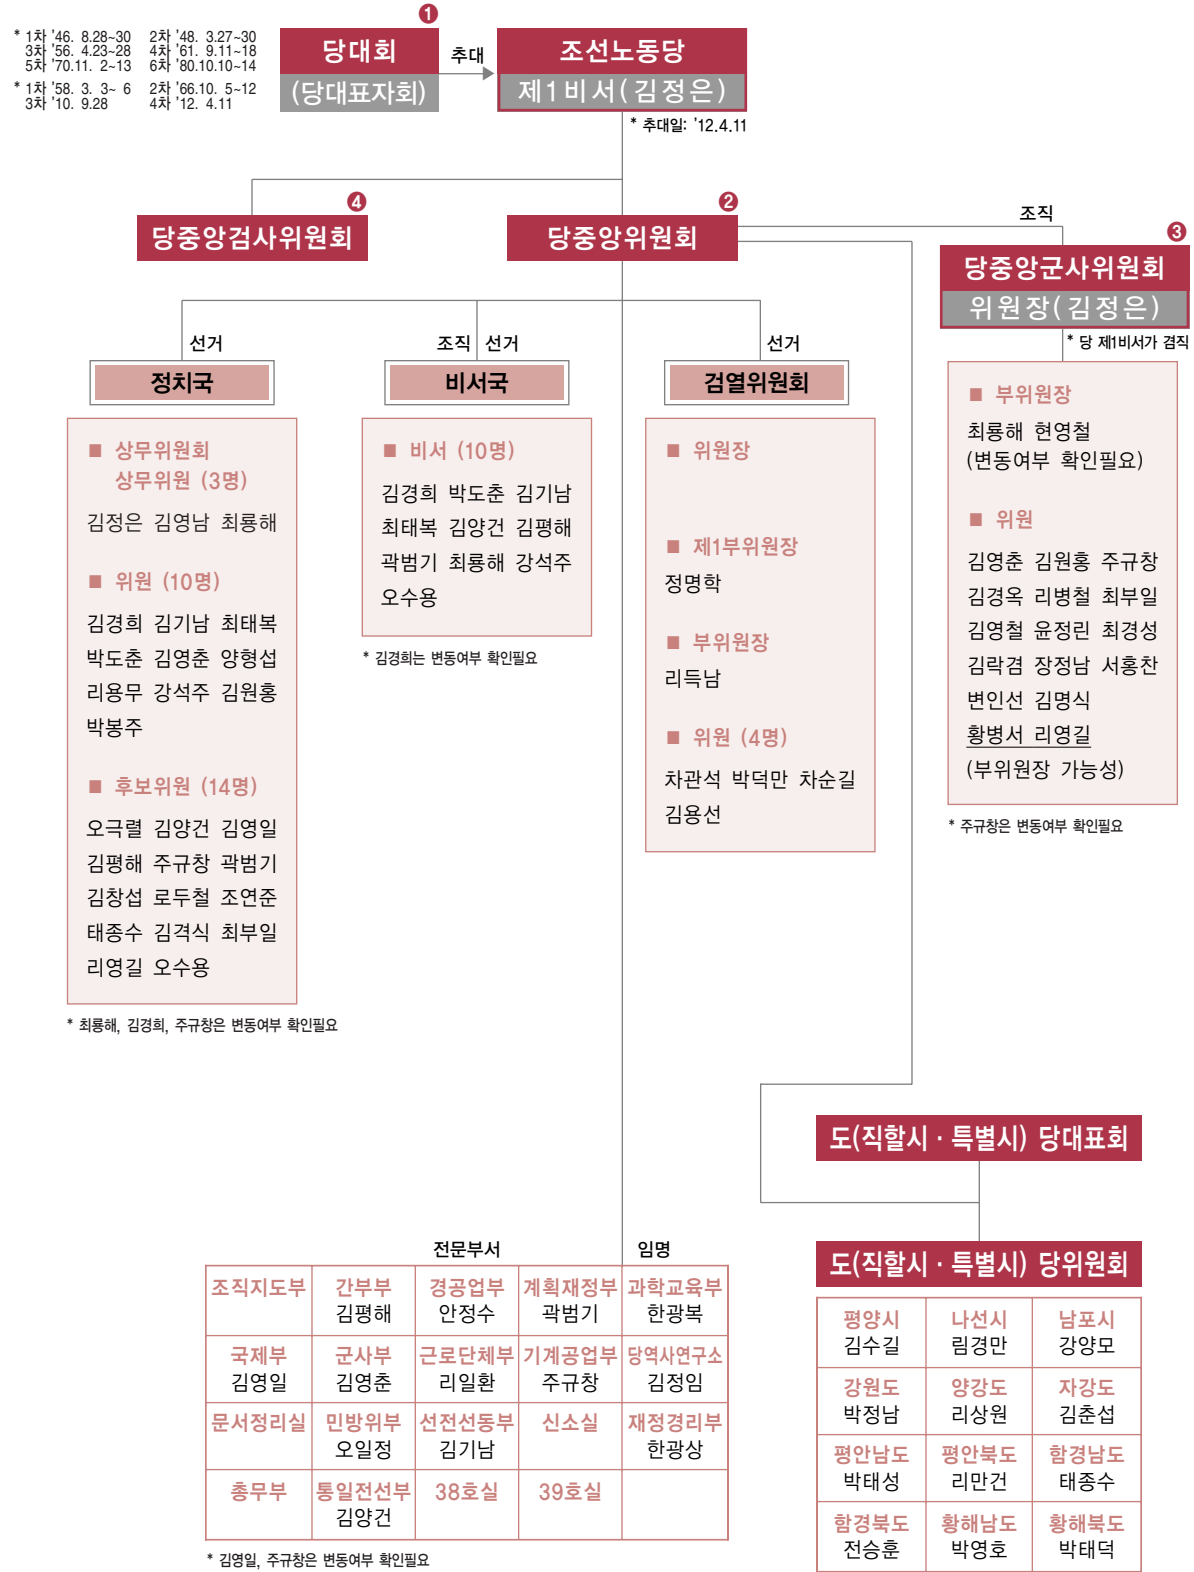 ❶
* 1차 '46. 8.28~30 2차 '48. 3.27~30
3차 '56. 4.23~28 4차 '61. 9.11~18
5차 '70.11. 2~13 6차 '80.10.10~14
* 1차 '58. 3. 3~ 6 2차 '66.10. 5~12
3차 '10. 9.28 4차 '12. 4.11
당대회
(당대표자회)
추대
조선노동당
제1비서(김정은)
* 추대일: '12.4.11
❹
당중앙검사위원회
❷
당중앙위원회
조직
❸
당중앙군사위원회
위원장(김정은)
* 당 제1비서가 겸직
선거
정치국
■ 상무위원회
상무위원 (3명)
김정은 김영남 최룡해
■ 위원 (10명)
김경희 김기남 최태복
박도춘 김영춘 양형섭
리용무 강석주 김원홍
박봉주
■ 후보위원 (14명)
오극렬 김양건 김영일
김평해 주규창 곽범기
김창섭 로두철 조연준
태종수 김격식 최부일
리영길 오수용
* 최룡해, 김경희, 주규창은 변동여부 확인필요
조직 선거
비서국
■ 비서 (10명)
김경희 박도춘 김기남
최태복 김양건 김평해
곽범기 최룡해 강석주
오수용
* 김경희는 변동여부 확인필요
선거
검열위원회
■ 위원장
■ 제1부위원장
정명학
■ 부위원장
리득남
■ 위원 (4명)
차관석 박덕만 차순길
김용선
■ 부위원장
최룡해 현영철
(변동여부 확인필요)
■ 위원
김영춘 김원홍 주규창
김경옥 리병철 최부일
김영철 윤정린 최경성
김락겸 장정남 서홍찬
변인선 김명식
황병서 리영길
(부위원장 가능성)
* 주규창은 변동여부 확인필요
도(직할시 · 특별시) 당대표회
전문부서 임명
조직지도부 간부부 경공업부 계획재정부 과학교육부
김평해 안정수 곽범기 한광복
국제부 군사부 근로단체부 기계공업부 당역사연구소
김영일 김영춘 리일환 주규창 김정임
문서정리실 민방위부 선전선동부 신소실 재정경리부
오일정 김기남 한광상
총무부 통일전선부 38호실 39호실
김양건
* 김영일, 주규창은 변동여부 확인필요
도(직할시 · 특별시) 당위원회
평양시 나선시 남포시
김수길 림경만 강양모
강원도 양강도 자강도
박정남 리상원 김춘섭
평안남도 평안북도 함경남도
박태성 리만건 태종수
함경북도 황해남도 황해북도
전승훈 박영호 박태덕